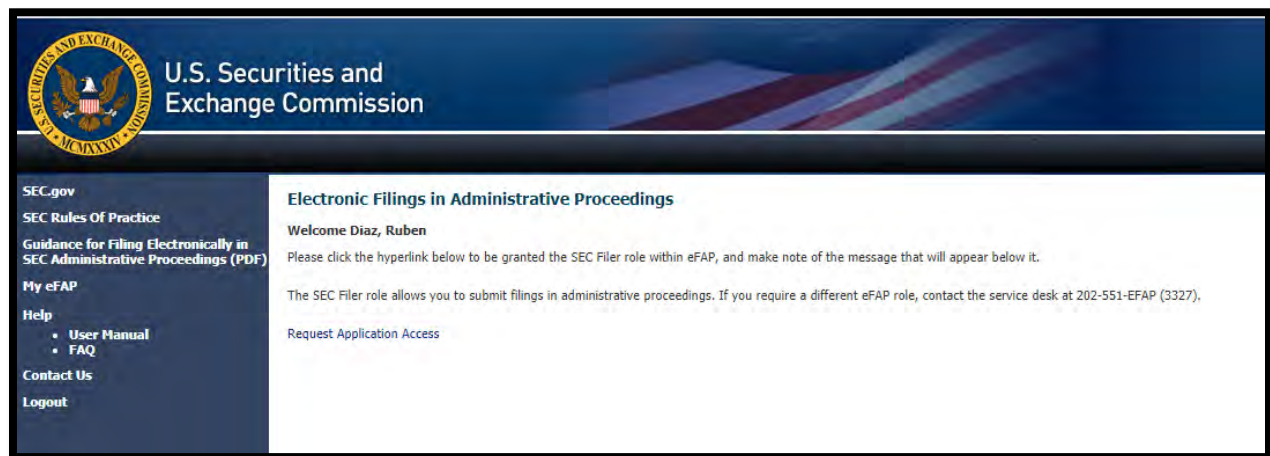 U.S. SECURITIES AND EXCHANGE COMMISSION
MCMXXXIV
U.S. Securities and
Exchange Commission
SEC.gov
SEC Rules Of Practice
Guidance for Filing Electronically in
SEC Administrative Proceedings (PDF)
My eFAP
Help
• User Manual
• FAQ
Contact Us
Logout
Electronic Filings in Administrative Proceedings
Welcome Diaz, Ruben
Please click the hyperlink below to be granted the SEC Filer role within eFAP, and make note of the message that will appear below it.
The SEC Filer role allows you to submit filings in administrative proceedings. If you require a different eFAP role, contact the service desk at 202-551-EFAP (3327).
Request Application Access